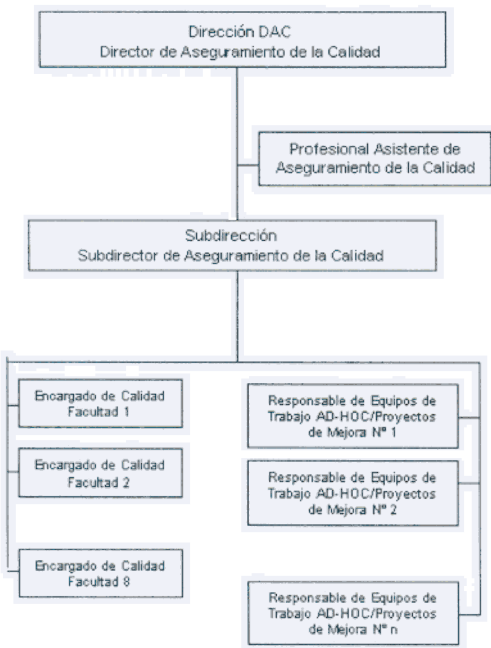 Dirección DAC
Director de Aseguramiento de la Calidad
Profesional Asistente de
Aseguramiento de la Calidad
Subdirección
Subdirector de Aseguramiento de la Calidad
Encargado de Calidad
Facultad 1
Encargado de Calidad
Facultad 2
Encargado de Calidad
Facultad 8
Responsable de Equipos de
Trabajo AD-HOC/Proyectos
de Mejora N° 1
Responsable de Equipos de
Trabajo AD-HOC/Proyectos
de Mejora N° 2
Responsable de Equipos de
Trabajo AD-HOC/Proyectos
de Mejora N° n